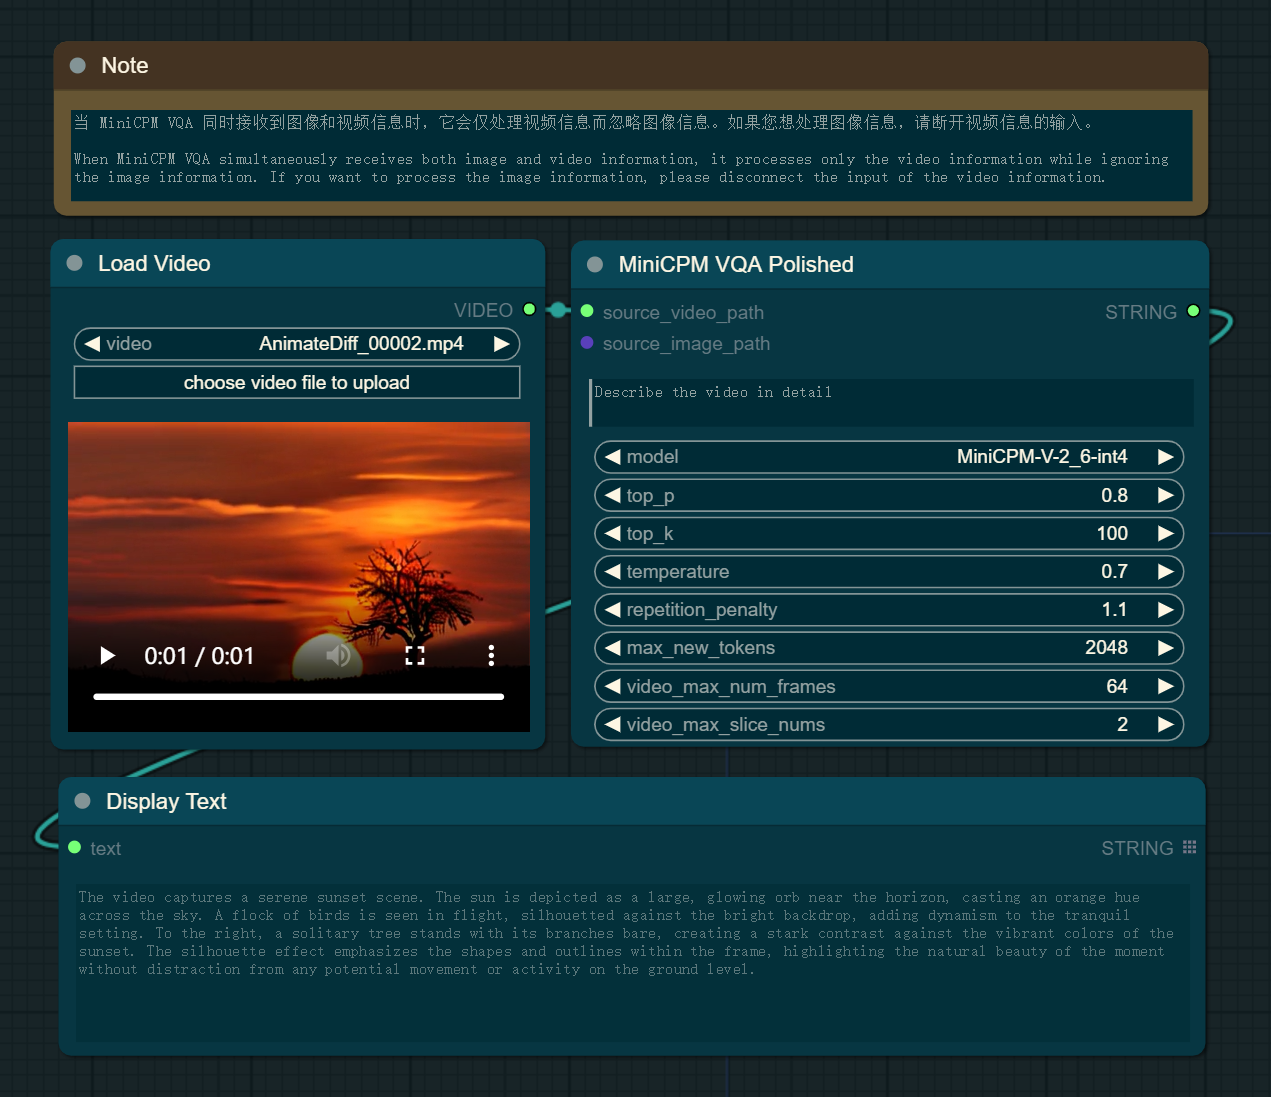 Note
当 MiniCPM VQA 同时接收到图像和视频信息时，它会仅处理视频信息而忽略图像信息。如果您想处理图像信息，请断开视频信息的输入。
When MiniCPM VQA simultaneously receives both image and video information, it processes only the video information while ignoring
the image information. If you want to process the image information, please disconnect the input of the video information.
Load Video
VIDEO
video AnimateDiff_00002.mp4
choose video file to upload
0:01 / 0:01
MiniCPM VQA Polished
source_video_path STRING
source_image_path
Describe the video in detail
model MiniCPM-V-2_6-int4
top_p 0.8
top_k 100
temperature 0.7
repetition_penalty 1.1
max_new_tokens 2048
video_max_num_frames 64
video_max_slice_nums 2
Display Text
text STRING
The video captures a serene sunset scene. The sun is depicted as a large, glowing orb near the horizon, casting an orange hue
across the sky. A flock of birds is seen in flight, silhouetted against the bright backdrop, adding dynamism to the tranquil
setting. To the right, a solitary tree stands with its branches bare, creating a stark contrast against the vibrant colors of the
sunset. The silhouette effect emphasizes the shapes and outlines within the frame, highlighting the natural beauty of the moment
without distraction from any potential movement or activity on the ground level.